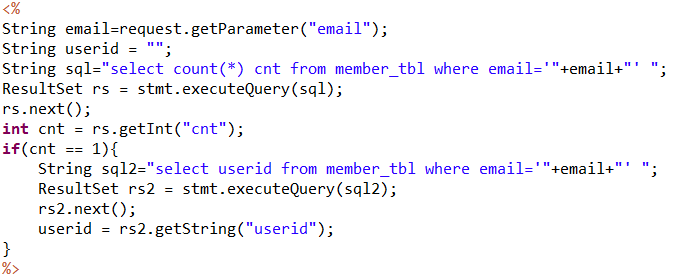 <%
String email=request.getParameter("email");
String userid = "";
String sql="select count(*) cnt from member_tbl where email='"+email+"' ";
ResultSet rs = stmt.executeQuery(sql);
rs.next();
int cnt = rs.getInt("cnt");
if(cnt == 1){
    String sql2="select userid from member_tbl where email='"+email+"' ";
    ResultSet rs2 = stmt.executeQuery(sql2);
    rs2.next();
    userid = rs2.getString("userid");
}
%>